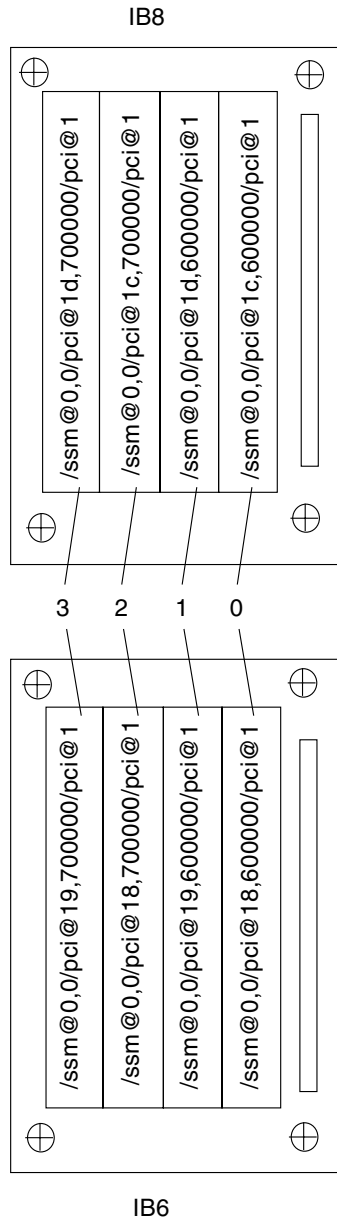 IB8
/ssm@0,0/pci@1d,700000/pci@1
/ssm@0,0/pci@1c,700000/pci@1
/ssm@0,0/pci@1d,600000/pci@1
/ssm@0,0/pci@1c,600000/pci@1
3 2 1 0
/ssm@0,0/pci@19,700000/pci@1
/ssm@0,0/pci@18,700000/pci@1
/ssm@0,0/pci@19,600000/pci@1
/ssm@0,0/pci@18,600000/pci@1
IB6